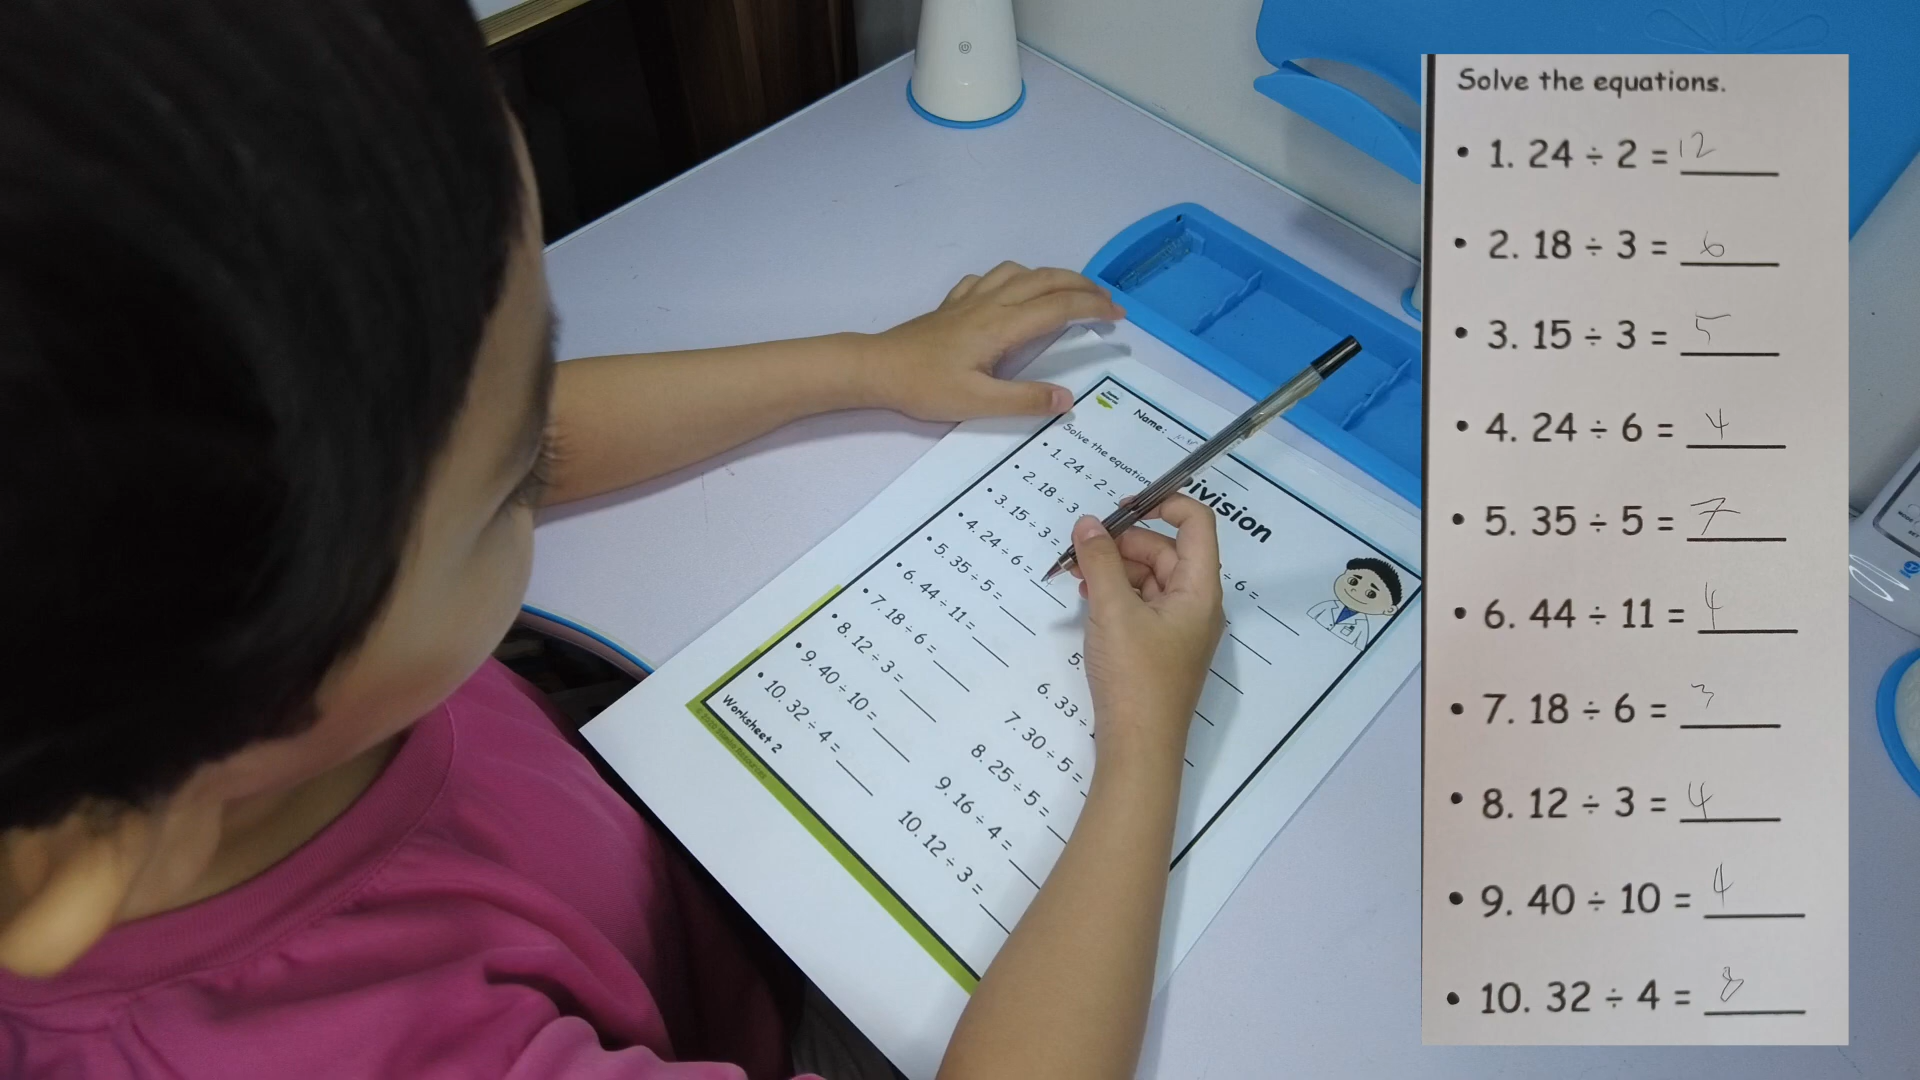 Name:
Division
Solve the equation
1. 24 ÷ 2 =
2. 18 ÷ 3
3. 15 ÷ 3 =
4. 24 ÷ 6 = 4
5. 35 ÷ 5 =
6. 44 ÷ 11 =
7. 18 ÷ 6 =
8. 12 ÷ 3 =
9. 40 ÷ 10 =
10. 32 ÷ 4 =
÷ 6 =
=
5.
6. 33 ÷
7. 30 ÷ 5 =
8. 25 ÷ 5 =
9. 16 ÷ 4 =
10. 12 ÷ 3 =
Worksheet 2
Solve the equations.
• 1. 24 ÷ 2 = 12
• 2. 18 ÷ 3 = 6
• 3. 15 ÷ 3 = 5
• 4. 24 ÷ 6 = 4
• 5. 35 ÷ 5 = 7
• 6. 44 ÷ 11 = 4
• 7. 18 ÷ 6 = 3
• 8. 12 ÷ 3 = 4
• 9. 40 ÷ 10 = 4
• 10. 32 ÷ 4 = 8